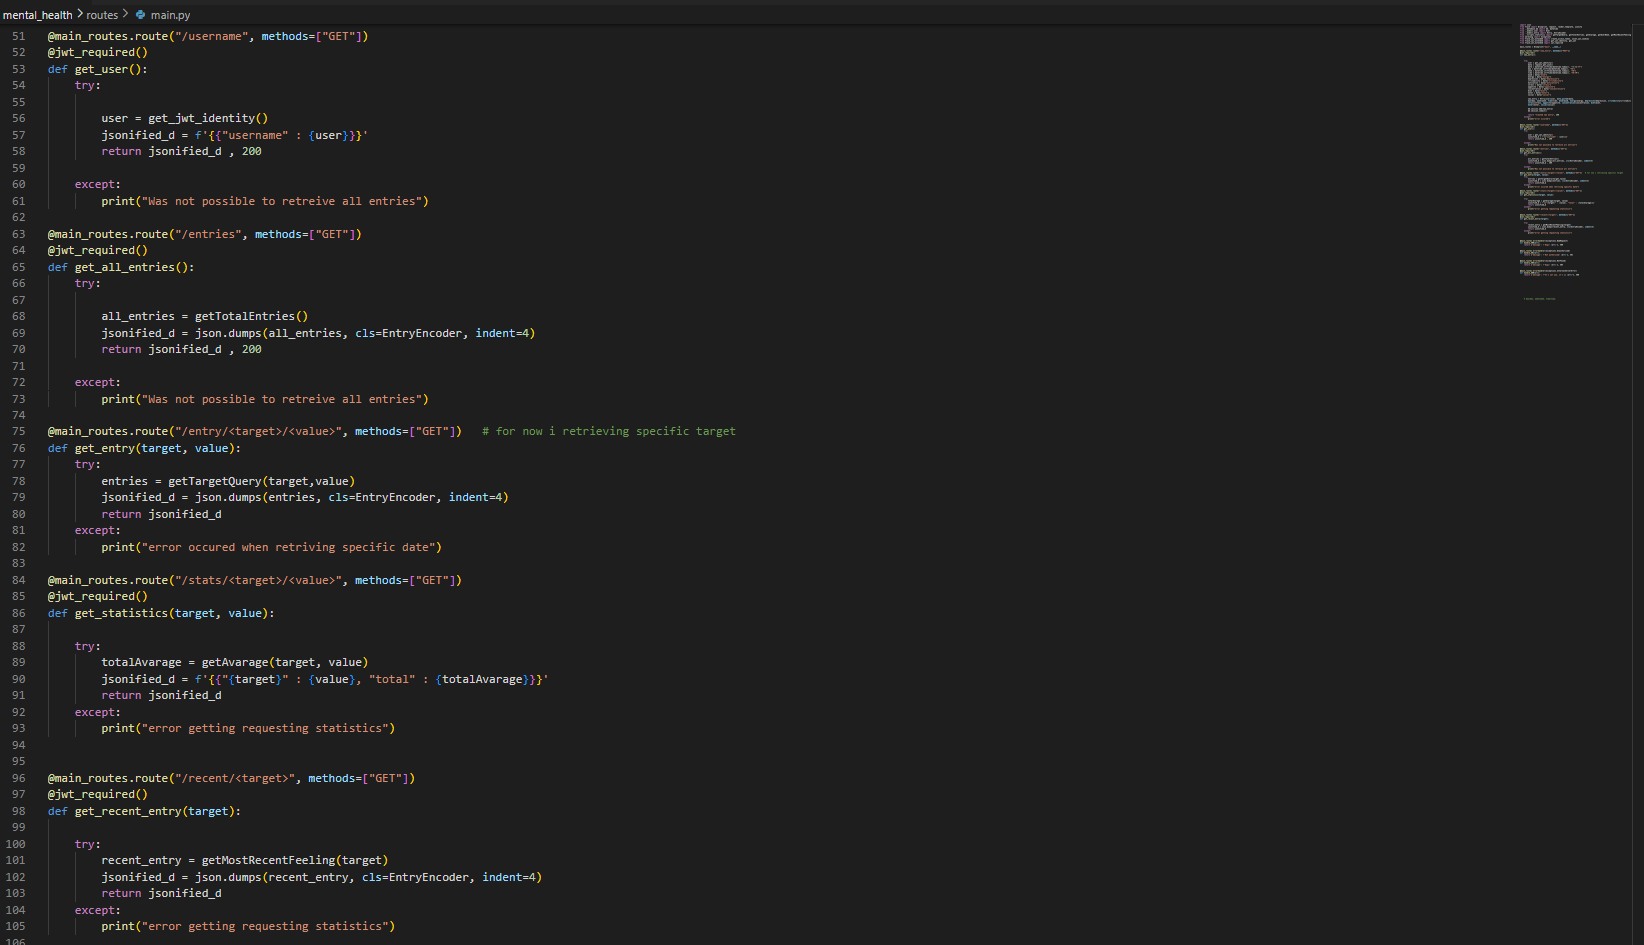 mental_health > routes > main.py
51 @main_routes.route("/username", methods=["GET"])
52 @jwt_required()
53 def get_user():
54     try:
55
56         user = get_jwt_identity()
57         jsonified_d = f'{{"username" : {user}}}'
58         return jsonified_d , 200
59
60     except:
61         print("Was not possible to retreive all entries")
62
63 @main_routes.route("/entries", methods=["GET"])
64 @jwt_required()
65 def get_all_entries():
66     try:
67
68         all_entries = getTotalEntries()
69         jsonified_d = json.dumps(all_entries, cls=EntryEncoder, indent=4)
70         return jsonified_d , 200
71
72     except:
73         print("Was not possible to retreive all entries")
74
75 @main_routes.route("/entry/<target>/<value>", methods=["GET"])   # for now i retrieving specific target
76 def get_entry(target, value):
77     try:
78         entries = getTargetQuery(target,value)
79         jsonified_d = json.dumps(entries, cls=EntryEncoder, indent=4)
80         return jsonified_d
81     except:
82         print("error occured when retriving specific date")
83
84 @main_routes.route("/stats/<target>/<value>", methods=["GET"])
85 @jwt_required()
86 def get_statistics(target, value):
87
88     try:
89         totalAvarage = getAvarage(target, value)
90         jsonified_d = f'{{"{target}" : {value}, "total" : {totalAvarage}}}'
91         return jsonified_d
92     except:
93         print("error getting requesting statistics")
94
95
96 @main_routes.route("/recent/<target>", methods=["GET"])
97 @jwt_required()
98 def get_recent_entry(target):
99
100     try:
101         recent_entry = getMostRecentFeeling(target)
102         jsonified_d = json.dumps(recent_entry, cls=EntryEncoder, indent=4)
103         return jsonified_d
104     except:
105         print("error getting requesting statistics")
106